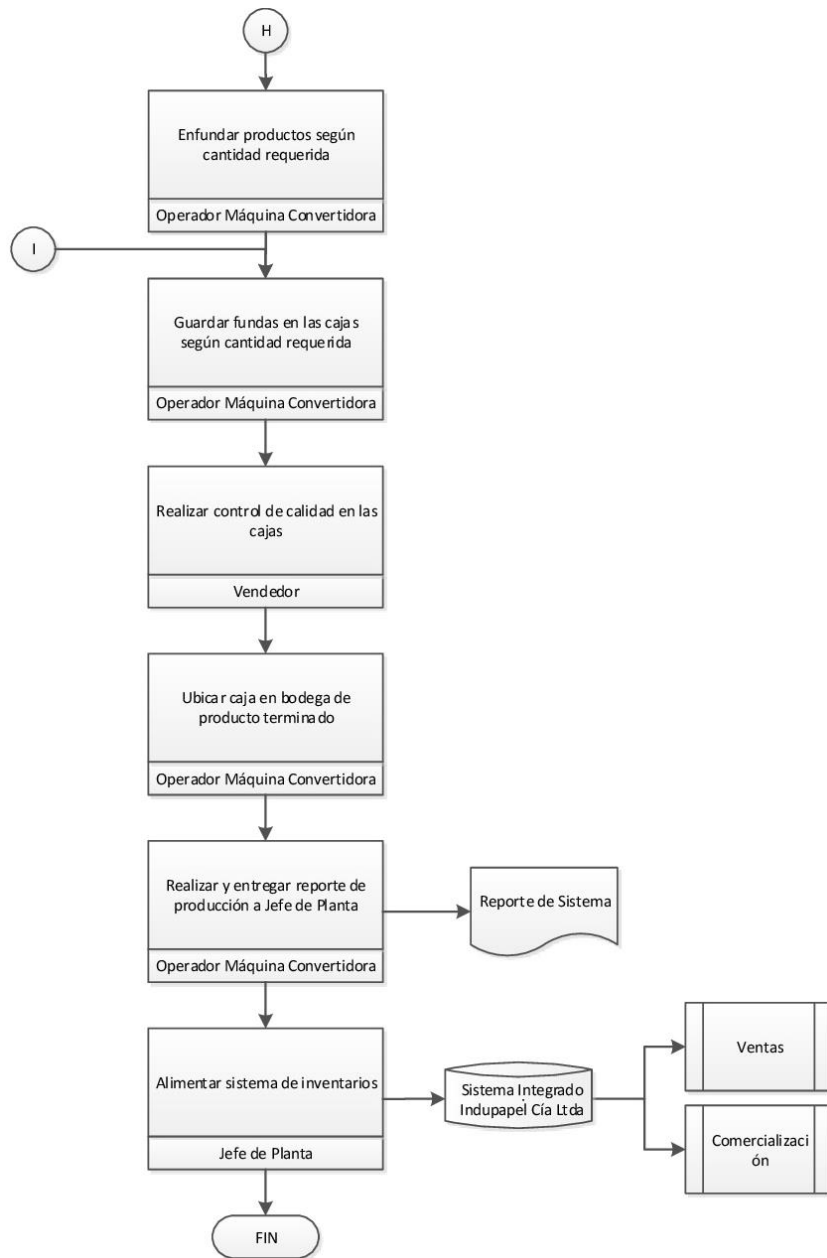 H
Enfundar productos según
cantidad requerida
Operador Máquina Convertidora
I
Guardar fundas en las cajas
según cantidad requerida
Operador Máquina Convertidora
Realizar control de calidad en las
cajas
Vendedor
Ubicar caja en bodega de
producto terminado
Operador Máquina Convertidora
Realizar y entregar reporte de
producción a Jefe de Planta
Operador Máquina Convertidora
Reporte de Sistema
Alimentar sistema de inventarios
Jefe de Planta
Sistema Integrado
Indupapel Cía Ltda
Ventas
Comercializaci
ón
FIN